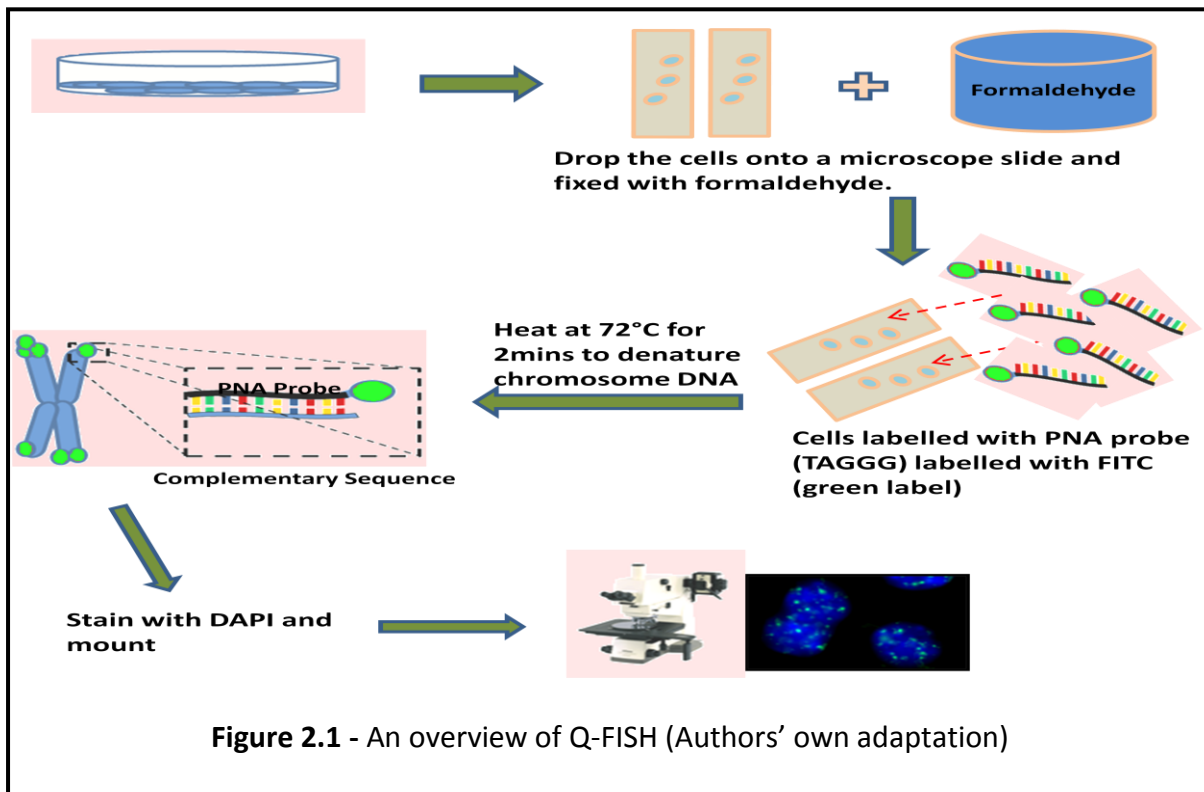 Formaldehyde
Drop the cells onto a microscope slide and
fixed with formaldehyde.
Heat at 72°C for
2mins to denature
chromosome DNA
Cells labelled with PNA probe
(TAGGG) labelled with FITC
(green label)
PNA Probe
Complementary Sequence
Stain with DAPI and
mount
Figure 2.1 - An overview of Q-FISH (Authors’ own adaptation)